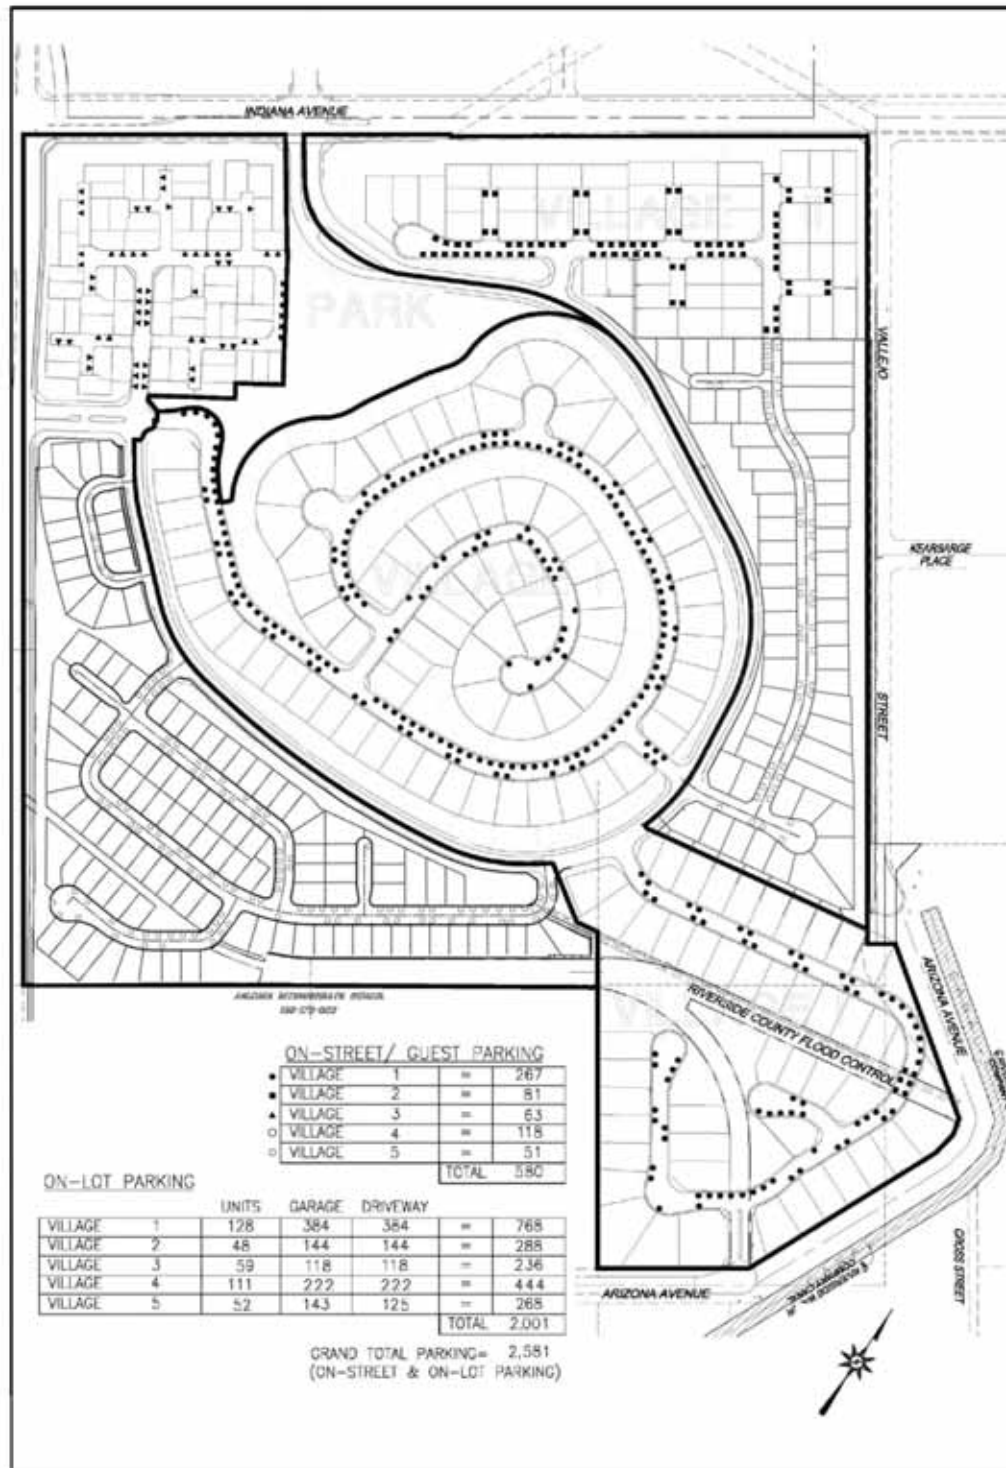 INDIANA AVENUE
VILLAGE
PARK
VALLEJO
VILLAGE I
KEARSARGE
PLACE
STREET
ARIZONA AVENUE
RIVERSIDE COUNTY FLOOD CONTROL
VILLAGE
ON-STREET/ GUEST PARKING
VILLAGE 1 = 267
VILLAGE 2 = 81
VILLAGE 3 = 63
VILLAGE 4 = 118
VILLAGE 5 = 51
TOTAL 580
ON-LOT PARKING
UNITS GARAGE DRIVEWAY
VILLAGE 1 128 384 384 = 768
VILLAGE 2 48 144 144 = 288
VILLAGE 3 59 118 118 = 236
VILLAGE 4 111 222 222 = 444
VILLAGE 5 52 143 125 = 268
TOTAL 2,001
GRAND TOTAL PARKING= 2,581
(ON-STREET & ON-LOT PARKING)
ARIZONA AVENUE
CROSS STREET